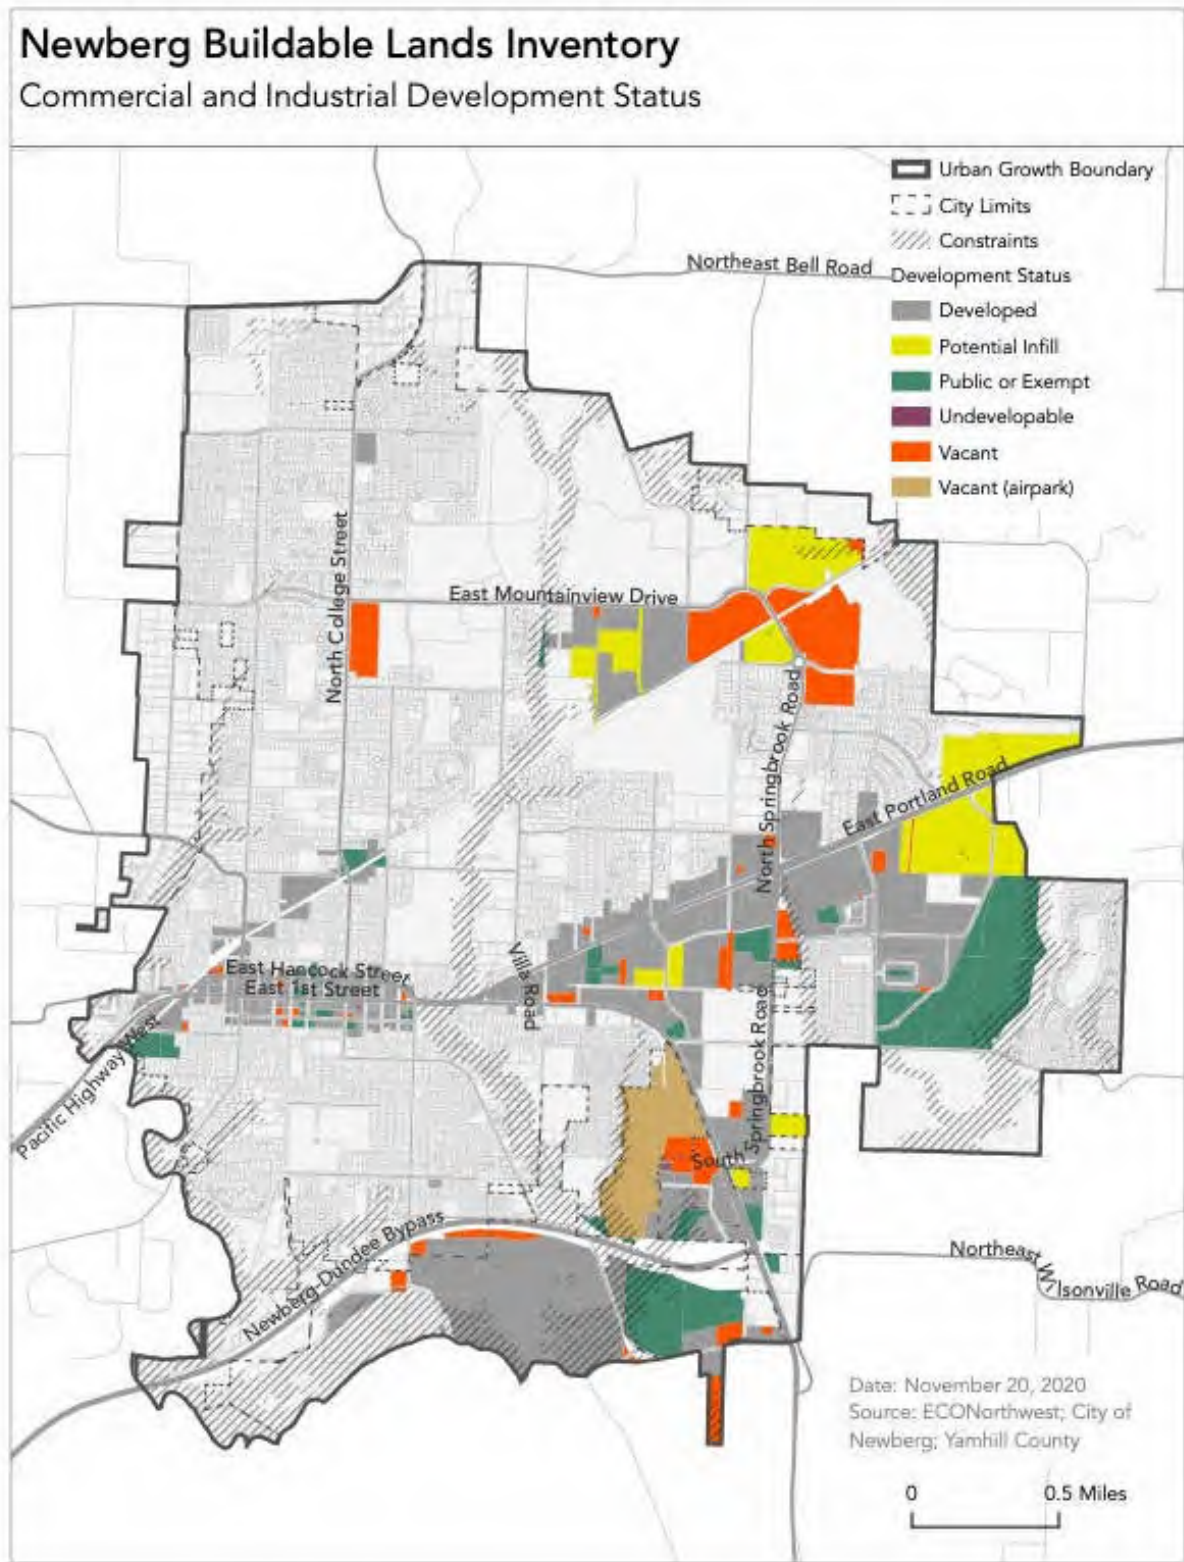 Newberg Buildable Lands Inventory
Commercial and Industrial Development Status
Urban Growth Boundary
City Limits
Constraints
Development Status
Developed
Potential Infill
Public or Exempt
Undevelopable
Vacant
Vacant (airpark)
Northeast Bell Road
North College Street
East Mountainview Drive
North Springbrook Road
East Portland Road
Villa Road
East Hancock Street
East 1st Street
Pacific Highway West
South Springbrook Road
Newberg-Dundee Bypass
Northeast Wilsonville Road
Date: November 20, 2020
Source: ECONorthwest; City of
Newberg; Yamhill County
0 0.5 Miles